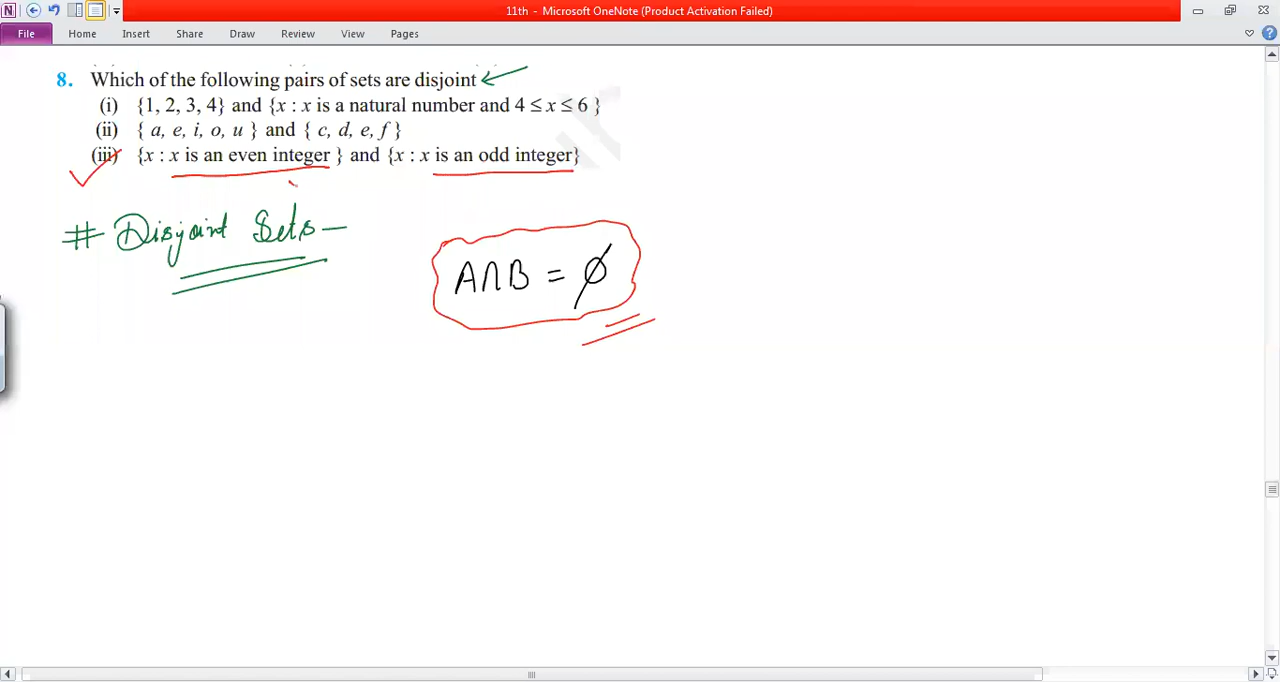 11th - Microsoft OneNote (Product Activation Failed)
File Home Insert Share Draw Review View Pages
8. Which of the following pairs of sets are disjoint
(i) {1, 2, 3, 4} and {x : x is a natural number and 4 ≤ x ≤ 6 }
(ii) { a, e, i, o, u } and { c, d, e, f }
(iii) {x : x is an even integer } and {x : x is an odd integer}
# Disjoint Sets -
A∩B = ∅